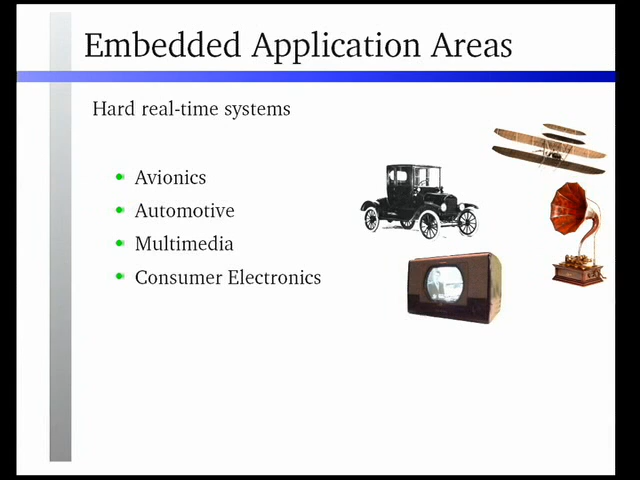 Embedded Application Areas
Hard real-time systems
Avionics
Automotive
Multimedia
Consumer Electronics